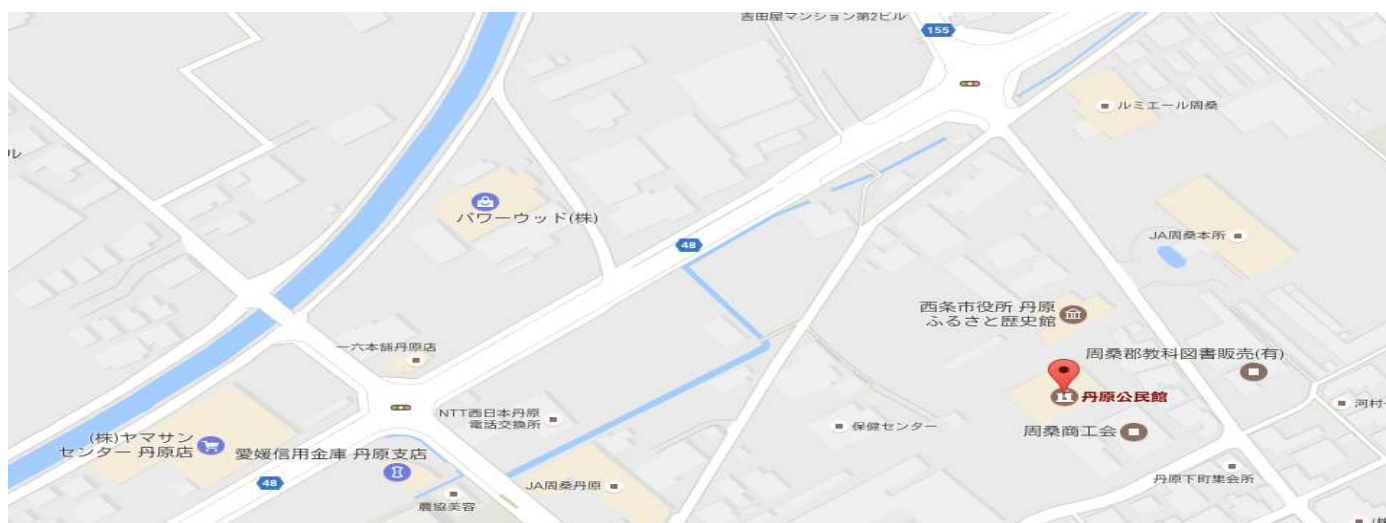 吉田屋マンション第2ビル
155
ルミエール周桑
ル
パワーウッド(株)
48
JA周桑本所
西条市役所 丹原
ふるさと歴史館
一六本舗丹原店
周桑郡教科図書販売(有)
丹原公民館
河村
NTT西日本丹原
電話交換所
保健センター
周桑商工会
(株)ヤマサン
センター 丹原店
愛媛信用金庫 丹原支店
48
JA周桑丹原
丹原下町集会所
農協美容